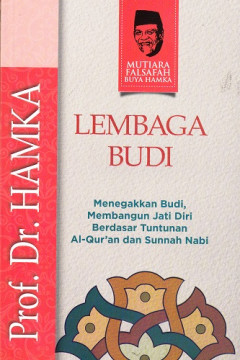 MUTIARA
FALSAFAH
BUYA HAMKA
Prof. Dr. HAMKA
LEMBAGA
BUDI
Menegakkan Budi,
Membangun Jati Diri
Berdasar Tuntunan
Al-Qur'an dan Sunnah Nabi